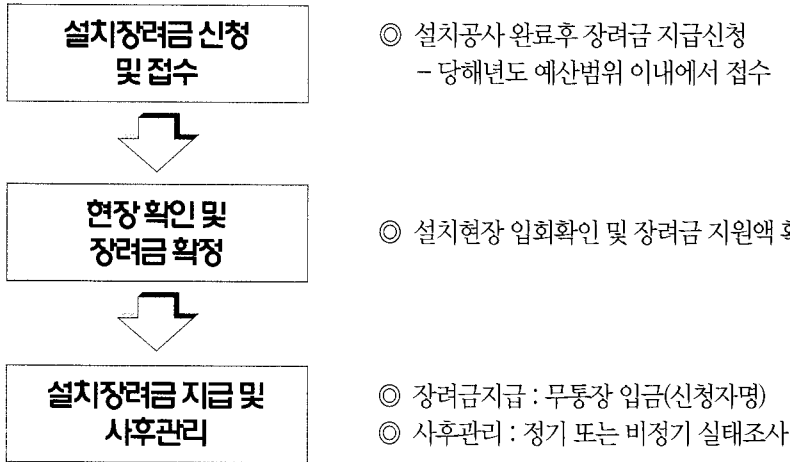 설치장려금 신청
및 접수
◎ 설치공사 완료후 장려금 지급신청
– 당해년도 예산범위 이내에서 접수
현장 확인 및
장려금 확정
◎ 설치현장 입회확인 및 장려금 지원액
설치장려금 지급 및
사후관리
◎ 장려금지급 : 무통장 입금(신청자명)
◎ 사후관리 : 정기 또는 비정기 실태조사